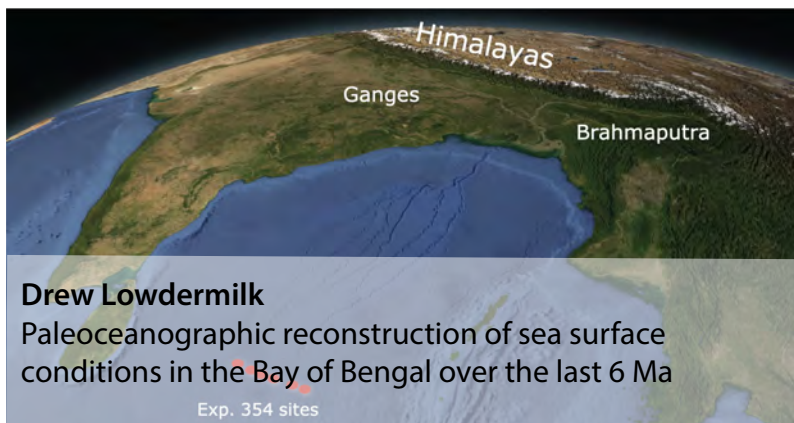 Himalayas
Ganges
Brahmaputra
Drew Lowdermilk
Paleoceanographic reconstruction of sea surface
conditions in the Bay of Bengal over the last 6 Ma
Exp. 354 sites